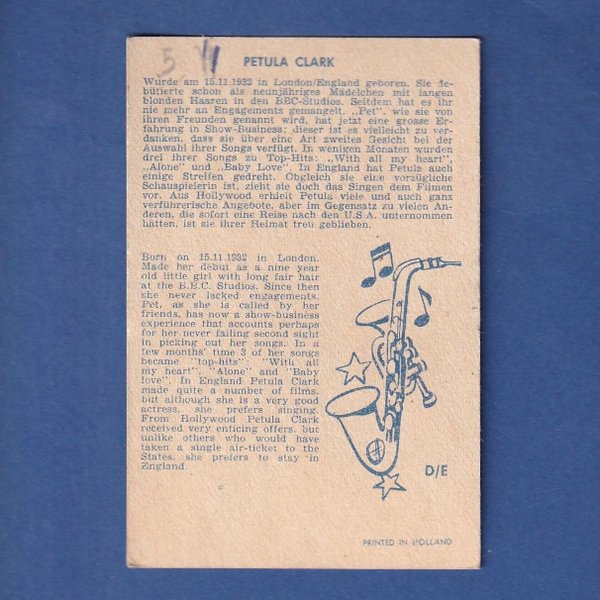 5
PETULA CLARK
Wurde am 15.11.1932 in London/England geboren. Sie de-
bütierte schon als neunjähriges Mädelchen mit langen
blonden Haaren in den BBC-Studios. Seitdem hat es ihr
nie mehr an Engagements gemangelt. „Pet", wie sie von
ihren Freunden genannt wird, hat jetzt eine grosse Er-
fahrung in Show-Business; dieser ist es vielleicht zu ver-
danken, dass sie über eine Art zweites Gesicht bei der
Auswahl ihrer Songs verfügt. In wenigen Monaten wurden
drei ihrer Songs zu Top-Hits: „With all my heart",
„Alone" und „Baby Love". In England hat Petula auch
einige Streifen gedreht. Obgleich sie eine vorzügliche
Schauspielerin ist, zieht sie doch das Singen dem Filmen
vor. Aus Hollywood erhielt Petula viele und auch ganz
verführerische Angebote, aber im Gegensatz zu vielen An-
deren, die sofort eine Reise nach den U.S.A. unternommen
hätten, ist sie ihrer Heimat treu geblieben.
Born on 15.11.1932 in London.
Made her debut as a nine year
old little girl with long fair hair
at the B.B.C. Studios. Since then
she never lacked engagements.
Pet, as she is called by her
friends, has now a show-business
experience that accounts perhaps
for her never failing second sight
in picking out her songs. In a
few months' time 3 of her songs
became "top-hits": "With all
my heart", "Alone" and "Baby
love". In England Petula Clark
made quite a number of films,
but although she is a very good
actress, she prefers singing.
From Hollywood Petula Clark
received very enticing offers, but
unlike others who would have
taken a single air-ticket to the
States, she prefers to stay in
England.
D/E
PRINTED IN HOLLAND